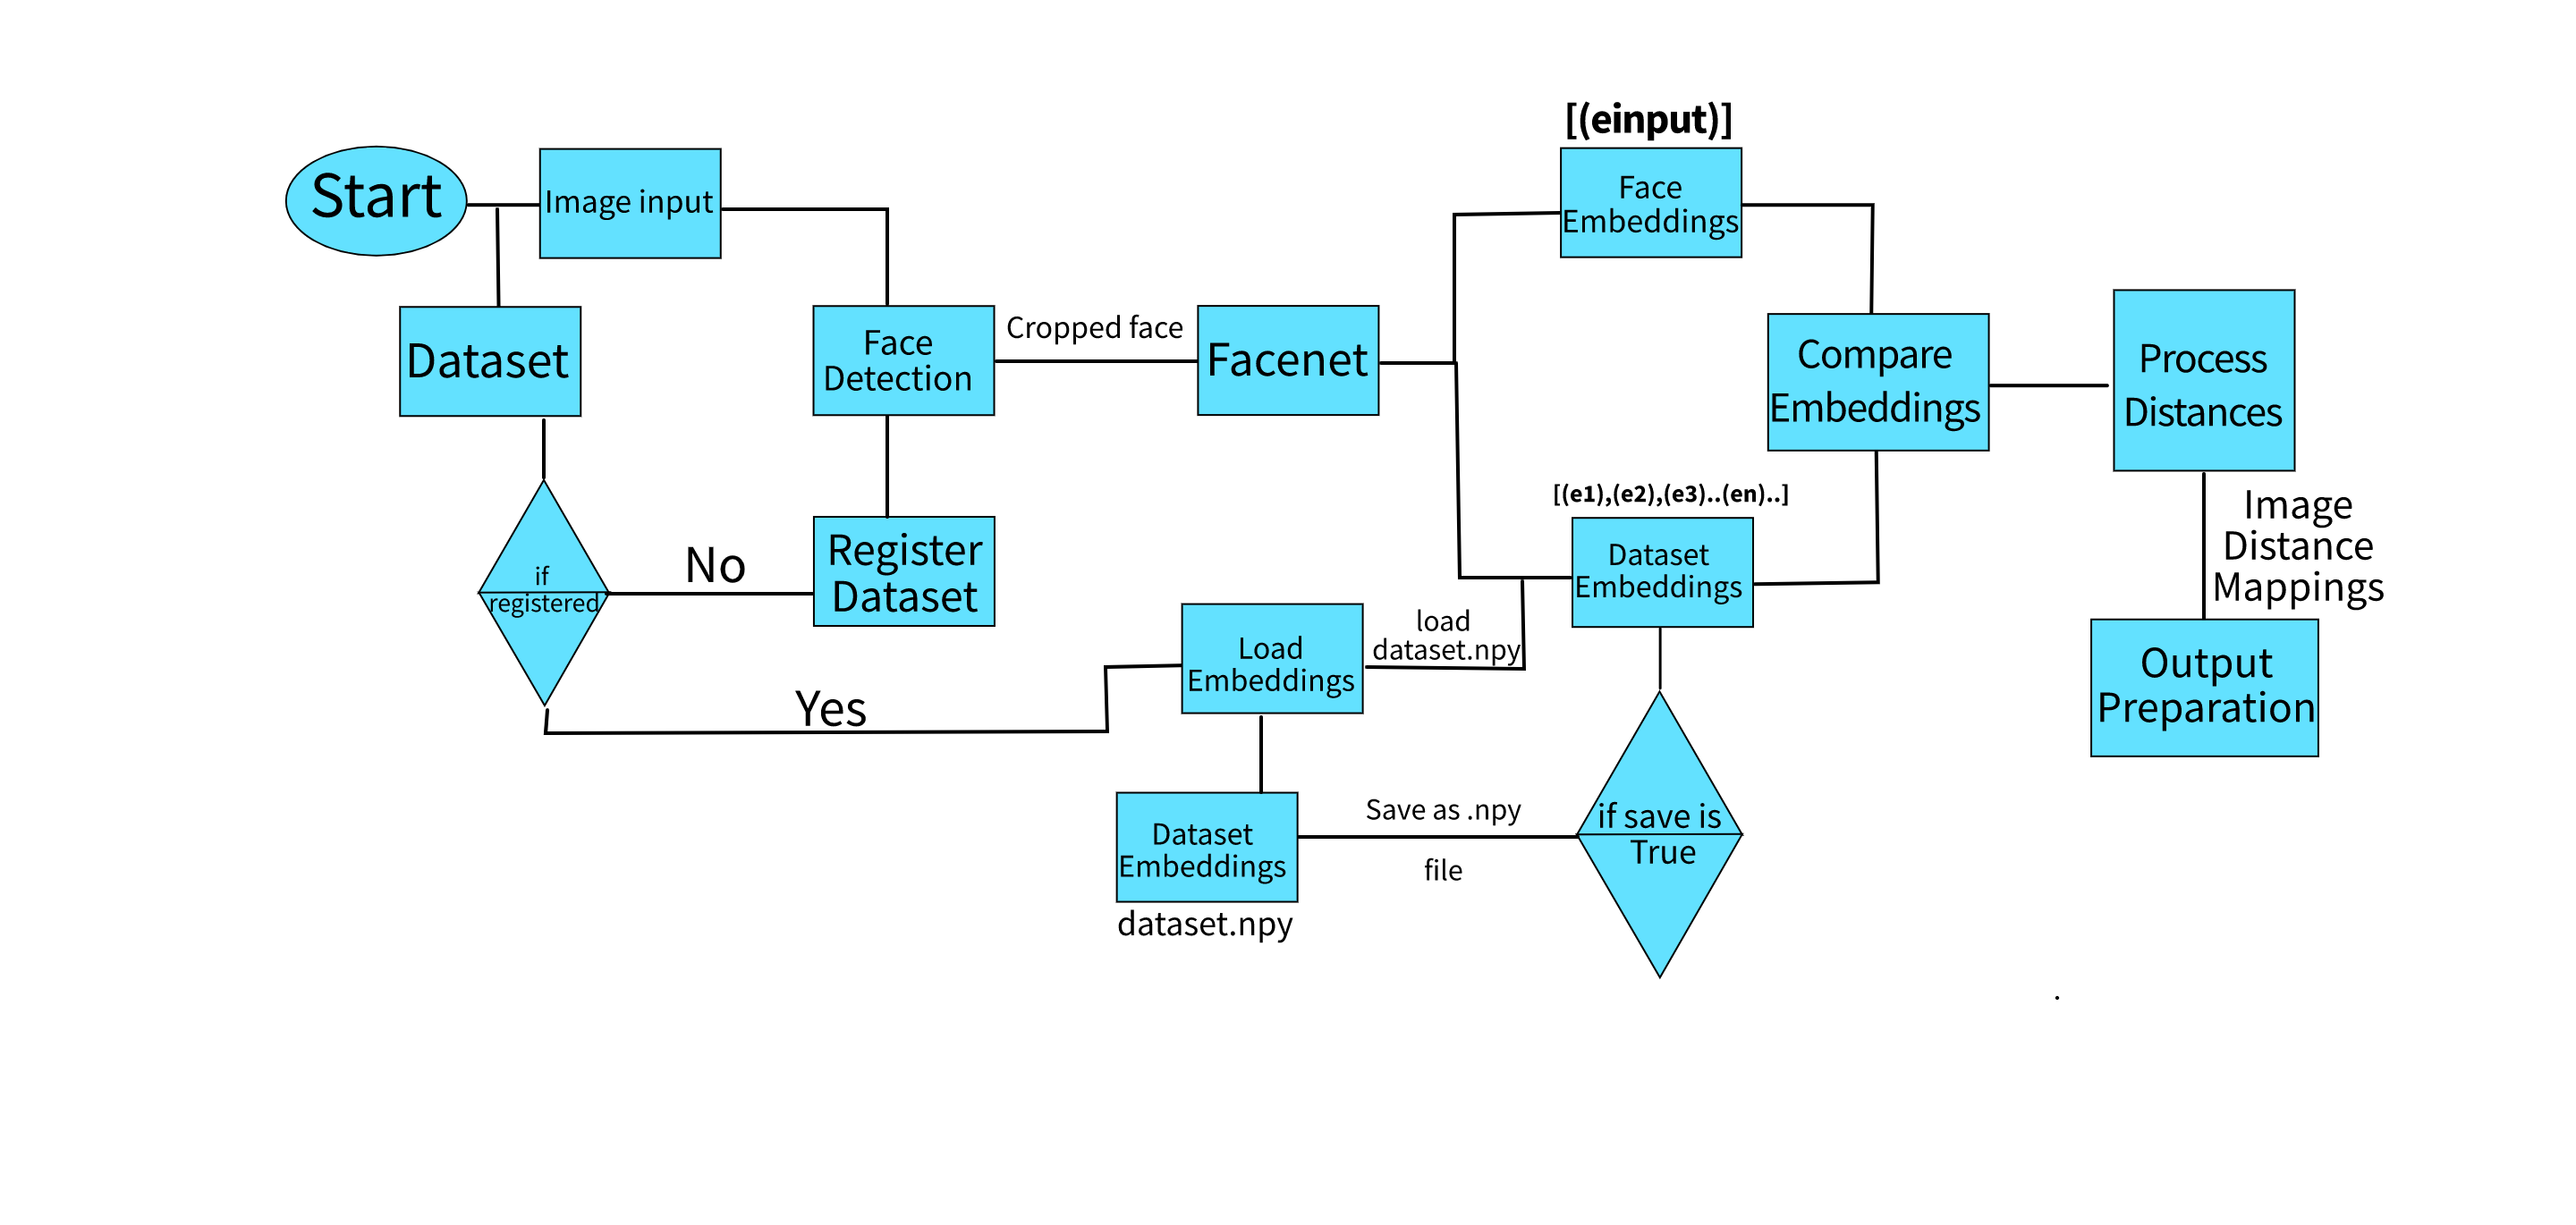 [(einput)]
Start
Image input
Face
Embeddings
Dataset
Face
Detection
Cropped face
Facenet
Compare
Embeddings
Process
Distances
[(e1),(e2),(e3)..(en)..]
Image
Distance
Mappings
if
registered
No
Register
Dataset
Dataset
Embeddings
Load
Embeddings
load
dataset.npy
Output
Preparation
Yes
Dataset
Embeddings
dataset.npy
Save as .npy
file
if save is
True
.